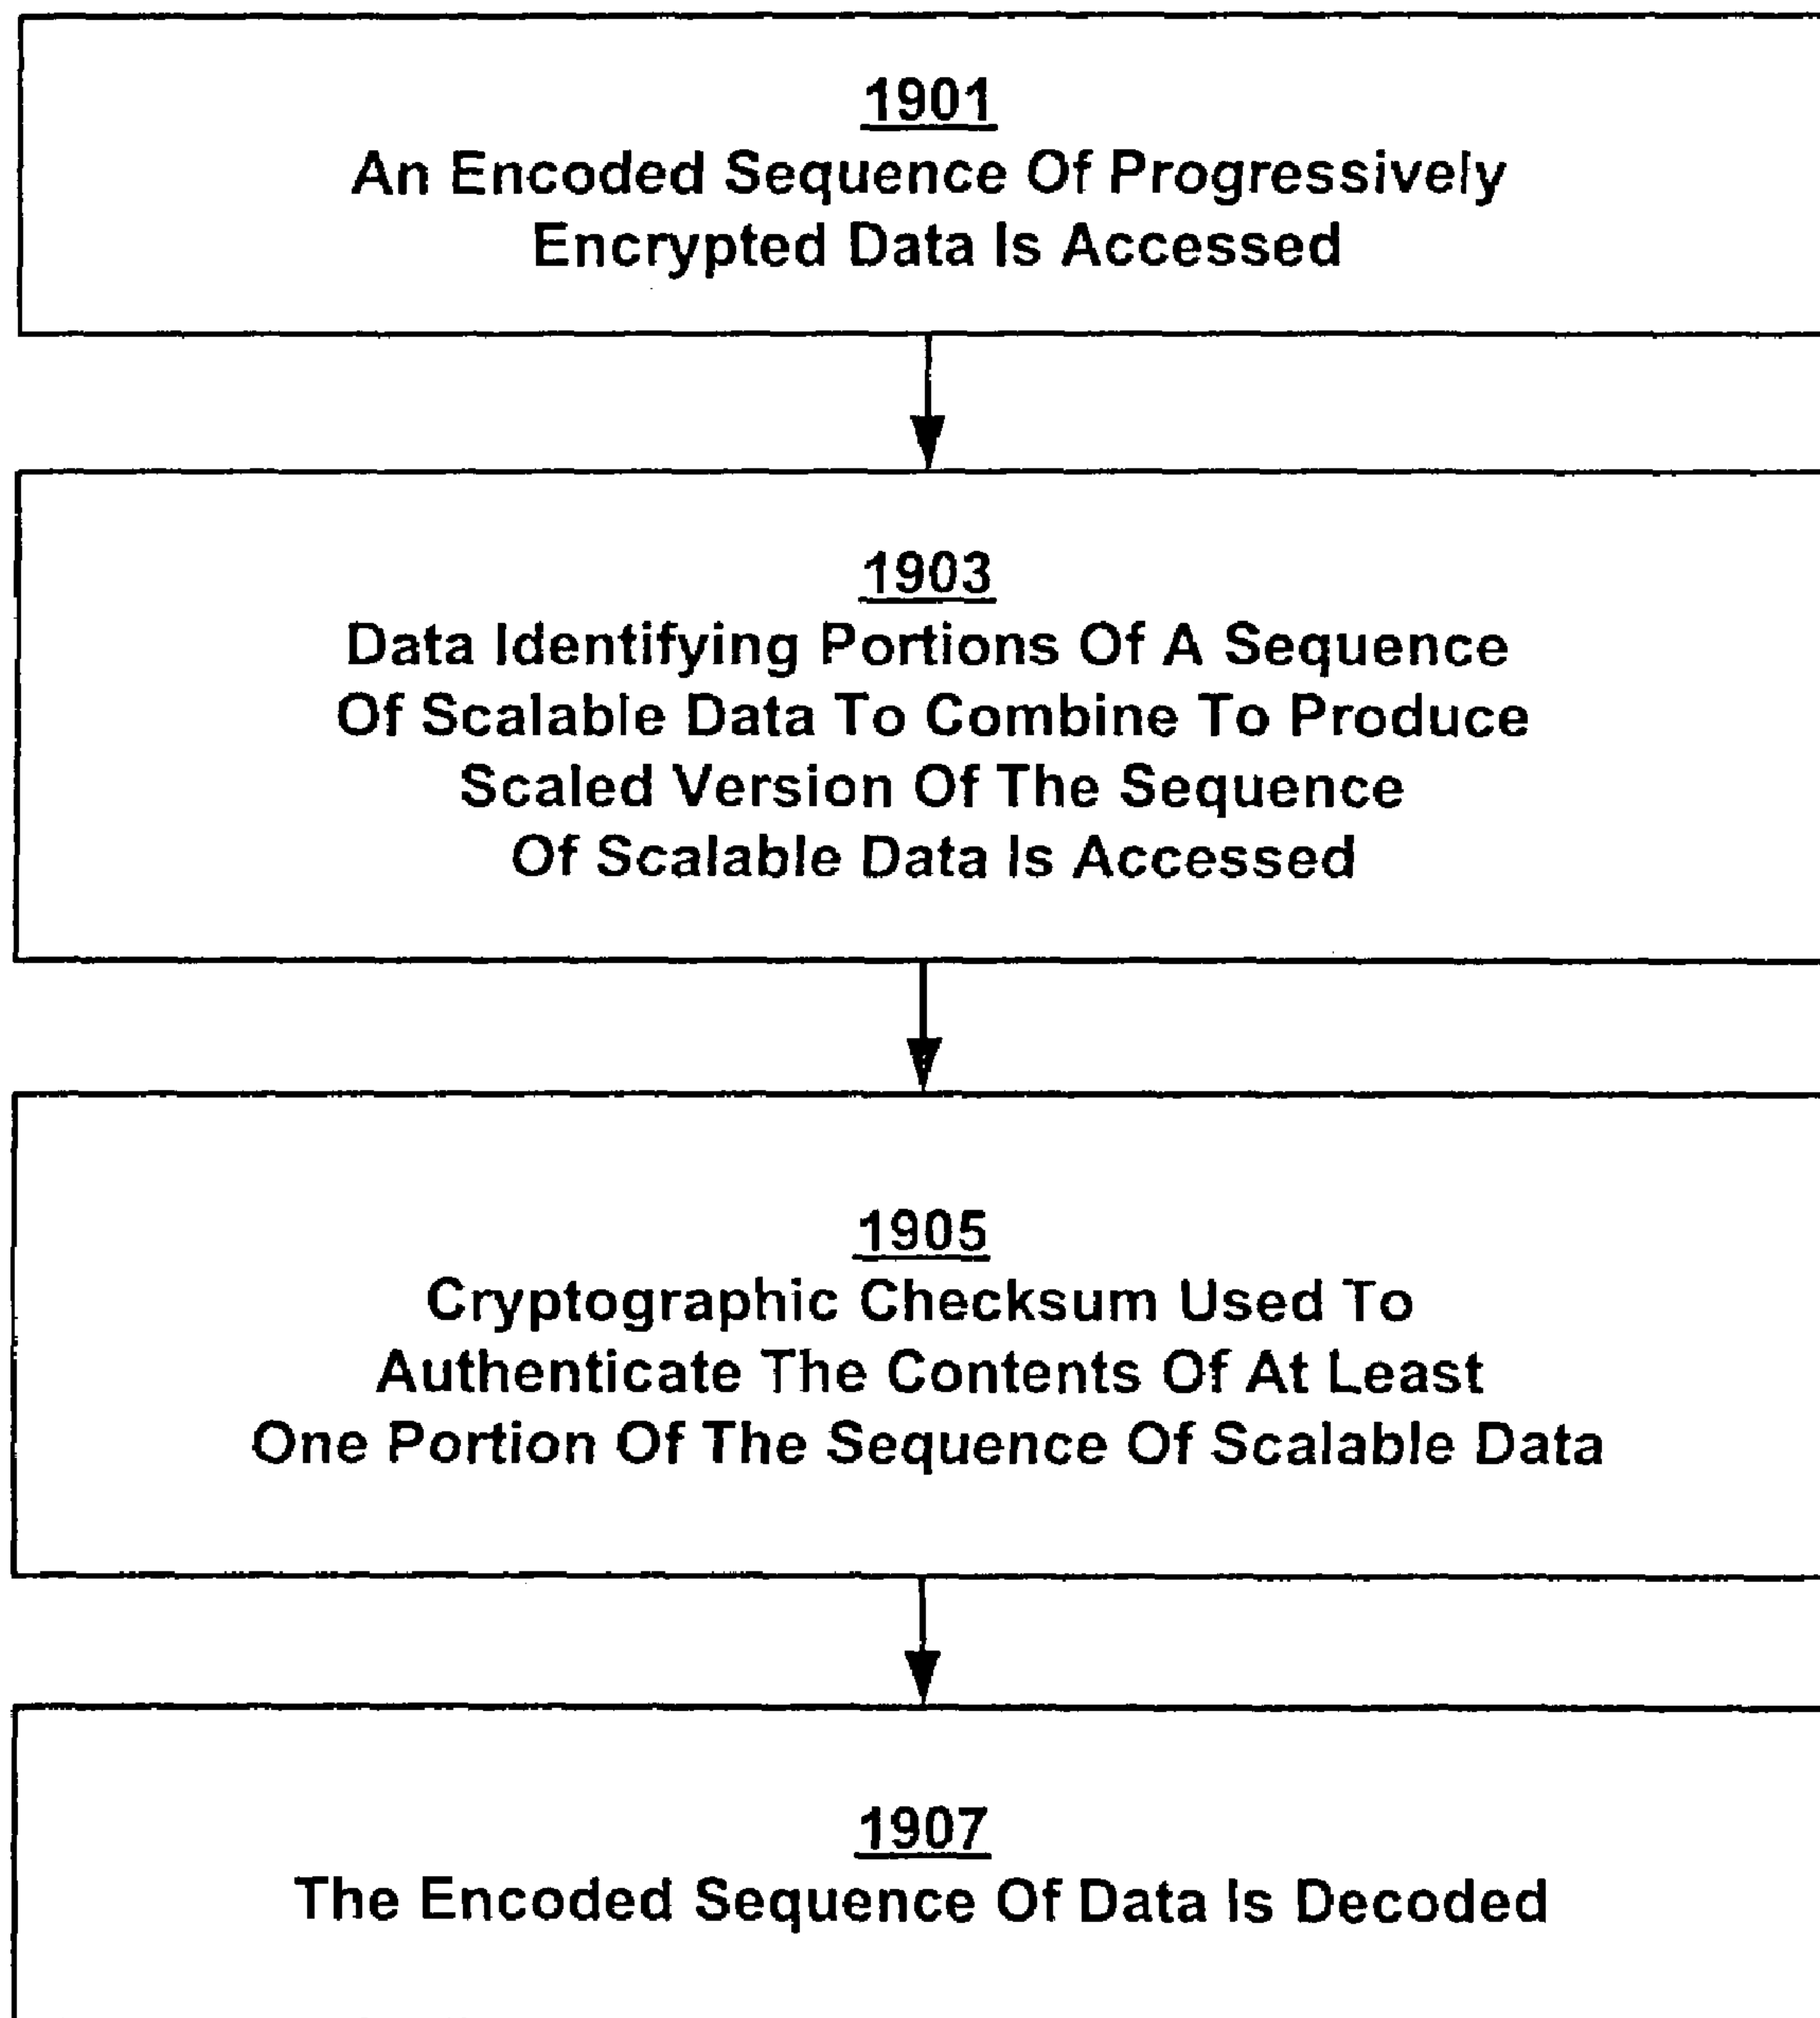 1901
An Encoded Sequence Of Progressively
Encrypted Data Is Accessed
1903
Data Identifying Portions Of A Sequence
Of Scalable Data To Combine To Produce
Scaled Version Of The Sequence
Of Scalable Data Is Accessed
1905
Cryptographic Checksum Used To
Authenticate The Contents Of At Least
One Portion Of The Sequence Of Scalable Data
1907
The Encoded Sequence Of Data Is Decoded